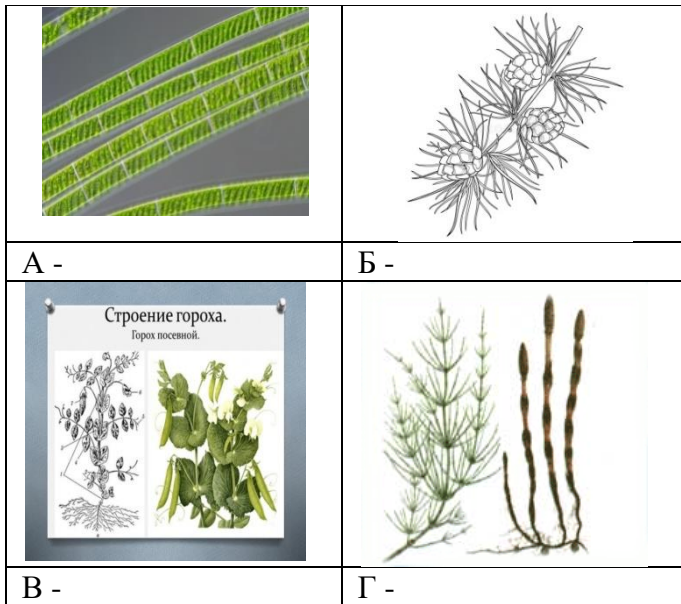 А -
Б -
Строение гороха.
Горох посевной.
В -
Г -